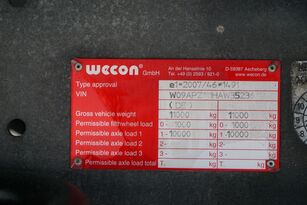 wecon GmbH
An der Hansalinie 10 D-59387 Ascheberg
Tel. +49 (0) 2593 / 921-0 www.wecon.de
Type approval e1*2007/46*1491
VIN
(DE)
Gross vehicle weight 11000 kg 11000 kg
Permissible fifthwheel load 0- 1000 kg 0- 1000 kg
Permissible axle load 1 1- 10000 kg 1- 10000 kg
Permissible axle load 2 2- kg 2- kg
Permissible axle load 3 3- kg 3- kg
Permissible axle load total T- kg T- kg